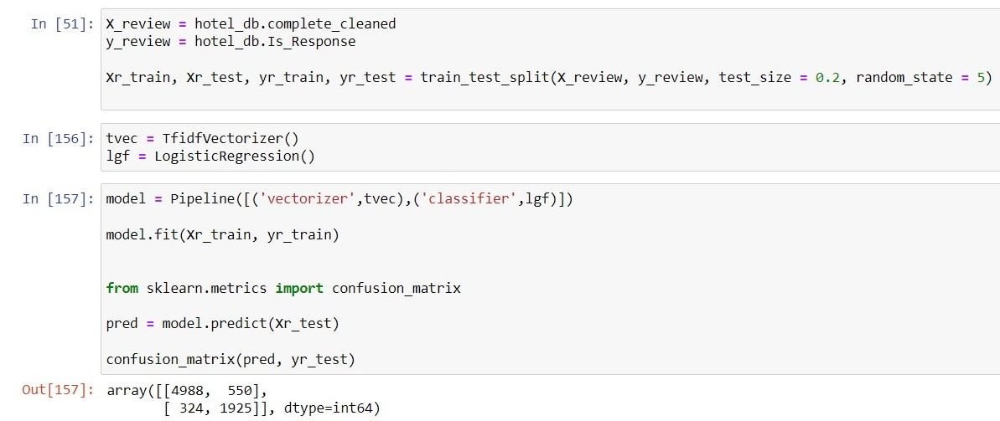 In [51]: X_review = hotel_db.complete_cleaned
y_review = hotel_db.Is_Response
Xr_train, Xr_test, yr_train, yr_test = train_test_split(X_review, y_review, test_size = 0.2, random_state = 5)
In [156]: tvec = TfidfVectorizer()
lgf = LogisticRegression()
In [157]: model = Pipeline([('vectorizer',tvec),('classifier',lgf)])
model.fit(Xr_train, yr_train)
from sklearn.metrics import confusion_matrix
pred = model.predict(Xr_test)
confusion_matrix(pred, yr_test)
Out[157]: array([[4988,  550],
[ 324, 1925]], dtype=int64)